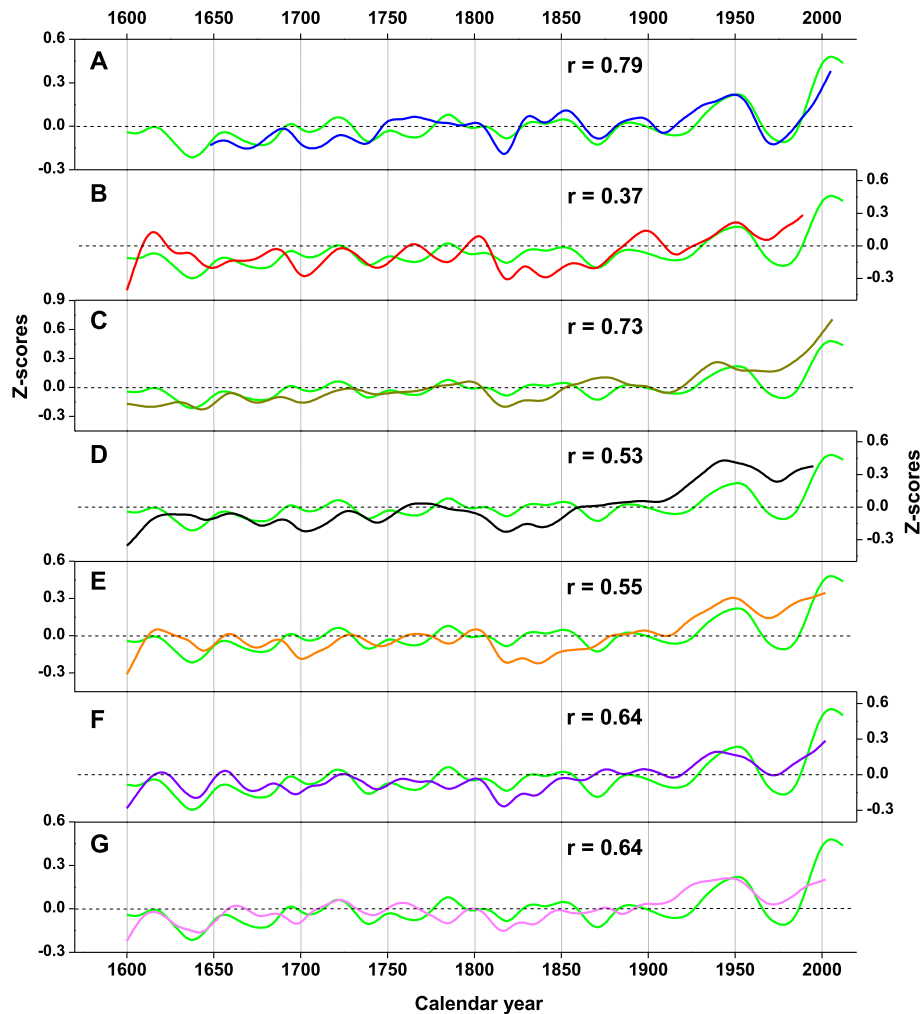 1600 1650 1700 1750 1800 1850 1900 1950 2000
0.6
A
r = 0.79
0.3
0.0
-0.3
B
r = 0.37
0.6
0.3
0.0
-0.3
0.9
C
r = 0.73
0.6
0.3
0.0
-0.3
Z-scores
D
r = 0.53
0.6
0.3
0.0
-0.3
Z-scores
0.6
E
r = 0.55
0.3
0.0
-0.3
F
r = 0.64
0.6
0.3
0.0
-0.3
0.6
G
r = 0.64
0.3
0.0
-0.3
1600 1650 1700 1750 1800 1850 1900 1950 2000
Calendar year